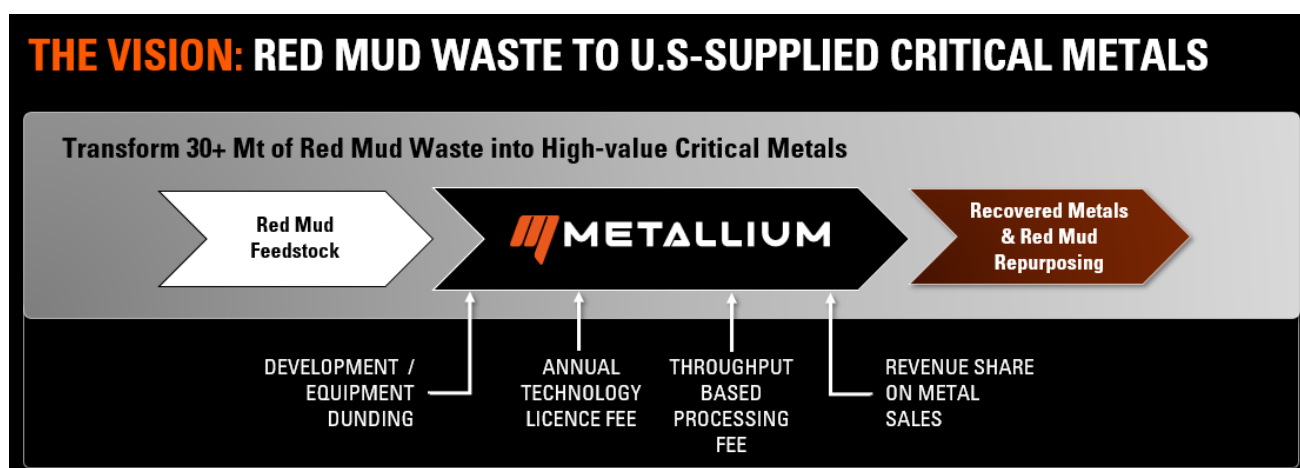 THE VISION: RED MUD WASTE TO U.S-SUPPLIED CRITICAL METALS
Transform 30+ Mt of Red Mud Waste into High-value Critical Metals
Red Mud
Feedstock
METALLIUM
Recovered Metals
& Red Mud
Repurposing
DEVELOPMENT /
EQUIPMENT
DUNDING
ANNUAL
TECHNOLOGY
LICENCE FEE
THROUGHPUT
BASED
PROCESSING
FEE
REVENUE SHARE
ON METAL
SALES